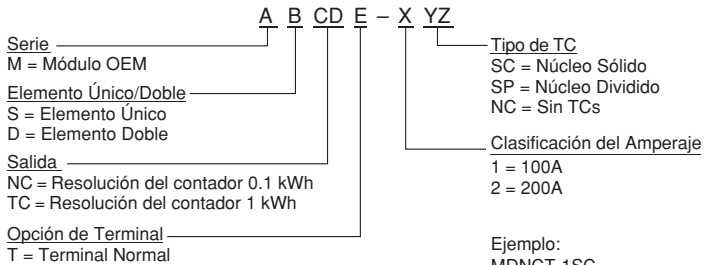 A B CD E – X YZ
Serie
M = Módulo OEM
Elemento Único/Doble
S = Elemento Único
D = Elemento Doble
Salida
NC = Resolución del contador 0.1 kWh
TC = Resolución del contador 1 kWh
Opción de Terminal
T = Terminal Normal
Tipo de TC
SC = Núcleo Sólido
SP = Núcleo Dividido
NC = Sin TCs
Clasificación del Amperaje
1 = 100A
2 = 200A
Ejemplo:
MDNCT-1SC